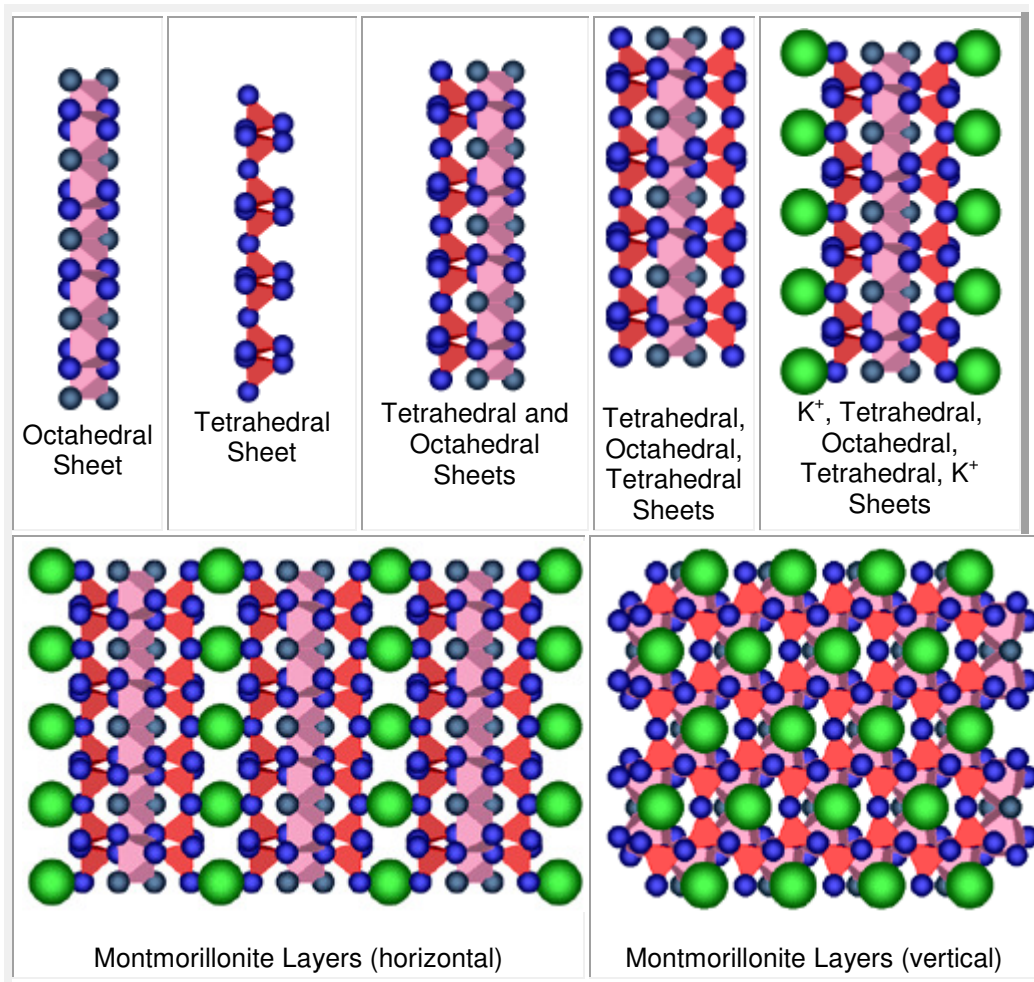 Octahedral
Sheet
Tetrahedral
Sheet
Tetrahedral and
Octahedral
Sheets
Tetrahedral,
Octahedral,
Tetrahedral
Sheets
K⁺, Tetrahedral,
Octahedral,
Tetrahedral, K⁺
Sheets
Montmorillonite Layers (horizontal)
Montmorillonite Layers (vertical)